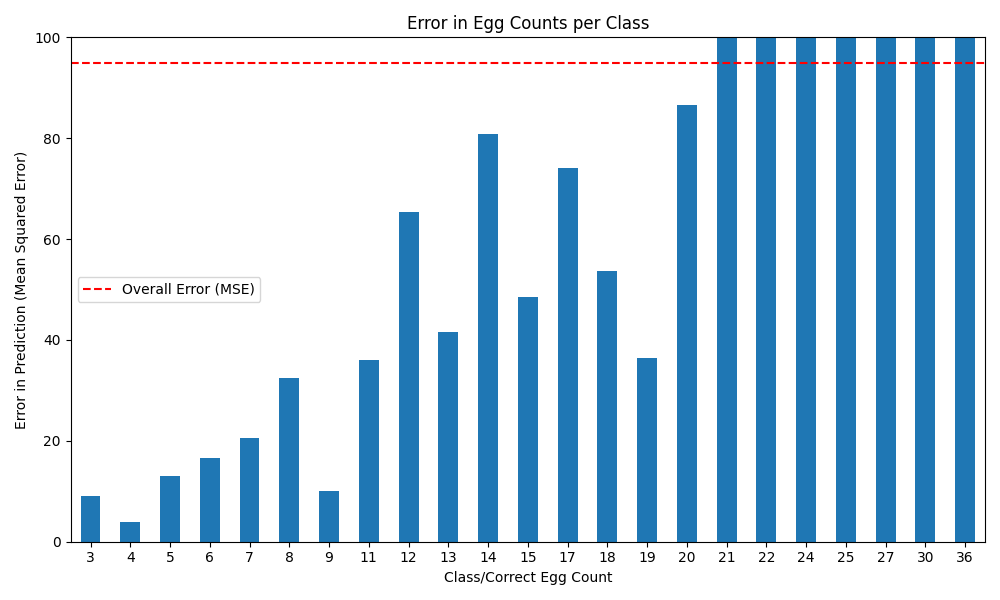 Error in Egg Counts per Class
100
80
60
40
20
0
Error in Prediction (Mean Squared Error)
Overall Error (MSE)
3 4 5 6 7 8 9 11 12 13 14 15 17 18 19 20 21 22 24 25 27 30 36
Class/Correct Egg Count